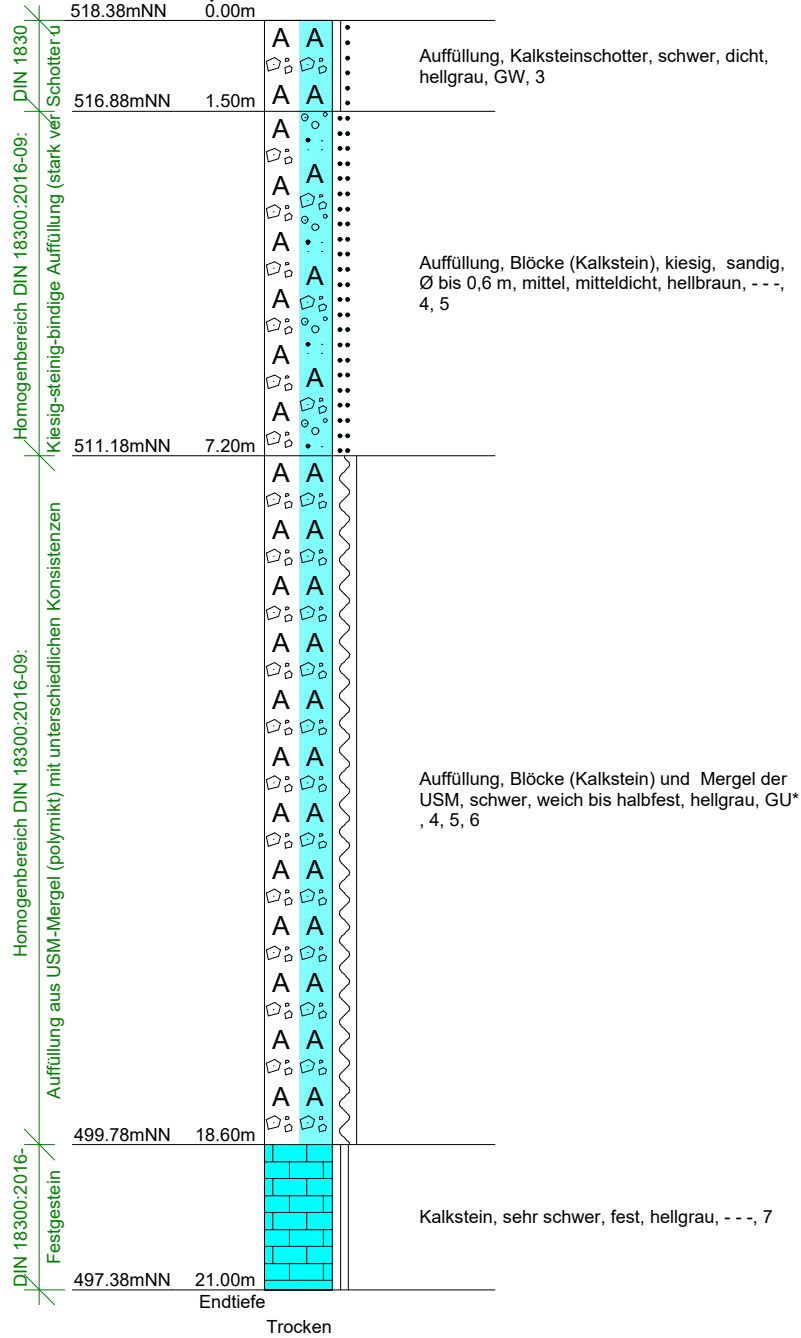 518.38mNN 0.00m
A A
A A
Auffüllung, Kalksteinschotter, schwer, dicht,
hellgrau, GW, 3
DIN 1830
Schotter u
516.88mNN 1.50m
A
A
A
A
A
A
A
A
A
Auffüllung, Blöcke (Kalkstein), kiesig, sandig,
Ø bis 0,6 m, mittel, mitteldicht, hellbraun, - - -,
4, 5
Homogenbereich DIN 18300:2016-09:
Kiesig-steinig-bindige Auffüllung (stark ver
511.18mNN 7.20m
A A
A A
A A
A A
A A
A A
A A
A A
A A
A A
A A
A A
Auffüllung, Blöcke (Kalkstein) und Mergel der
USM, schwer, weich bis halbfest, hellgrau, GU*
, 4, 5, 6
Homogenbereich DIN 18300:2016-09:
Auffüllung aus USM-Mergel (polymikt) mit unterschiedlichen Konsistenzen
499.78mNN 18.60m
Kalkstein, sehr schwer, fest, hellgrau, - - -, 7
DIN 18300:2016-
Festgestein
497.38mNN 21.00m
Endtiefe
Trocken